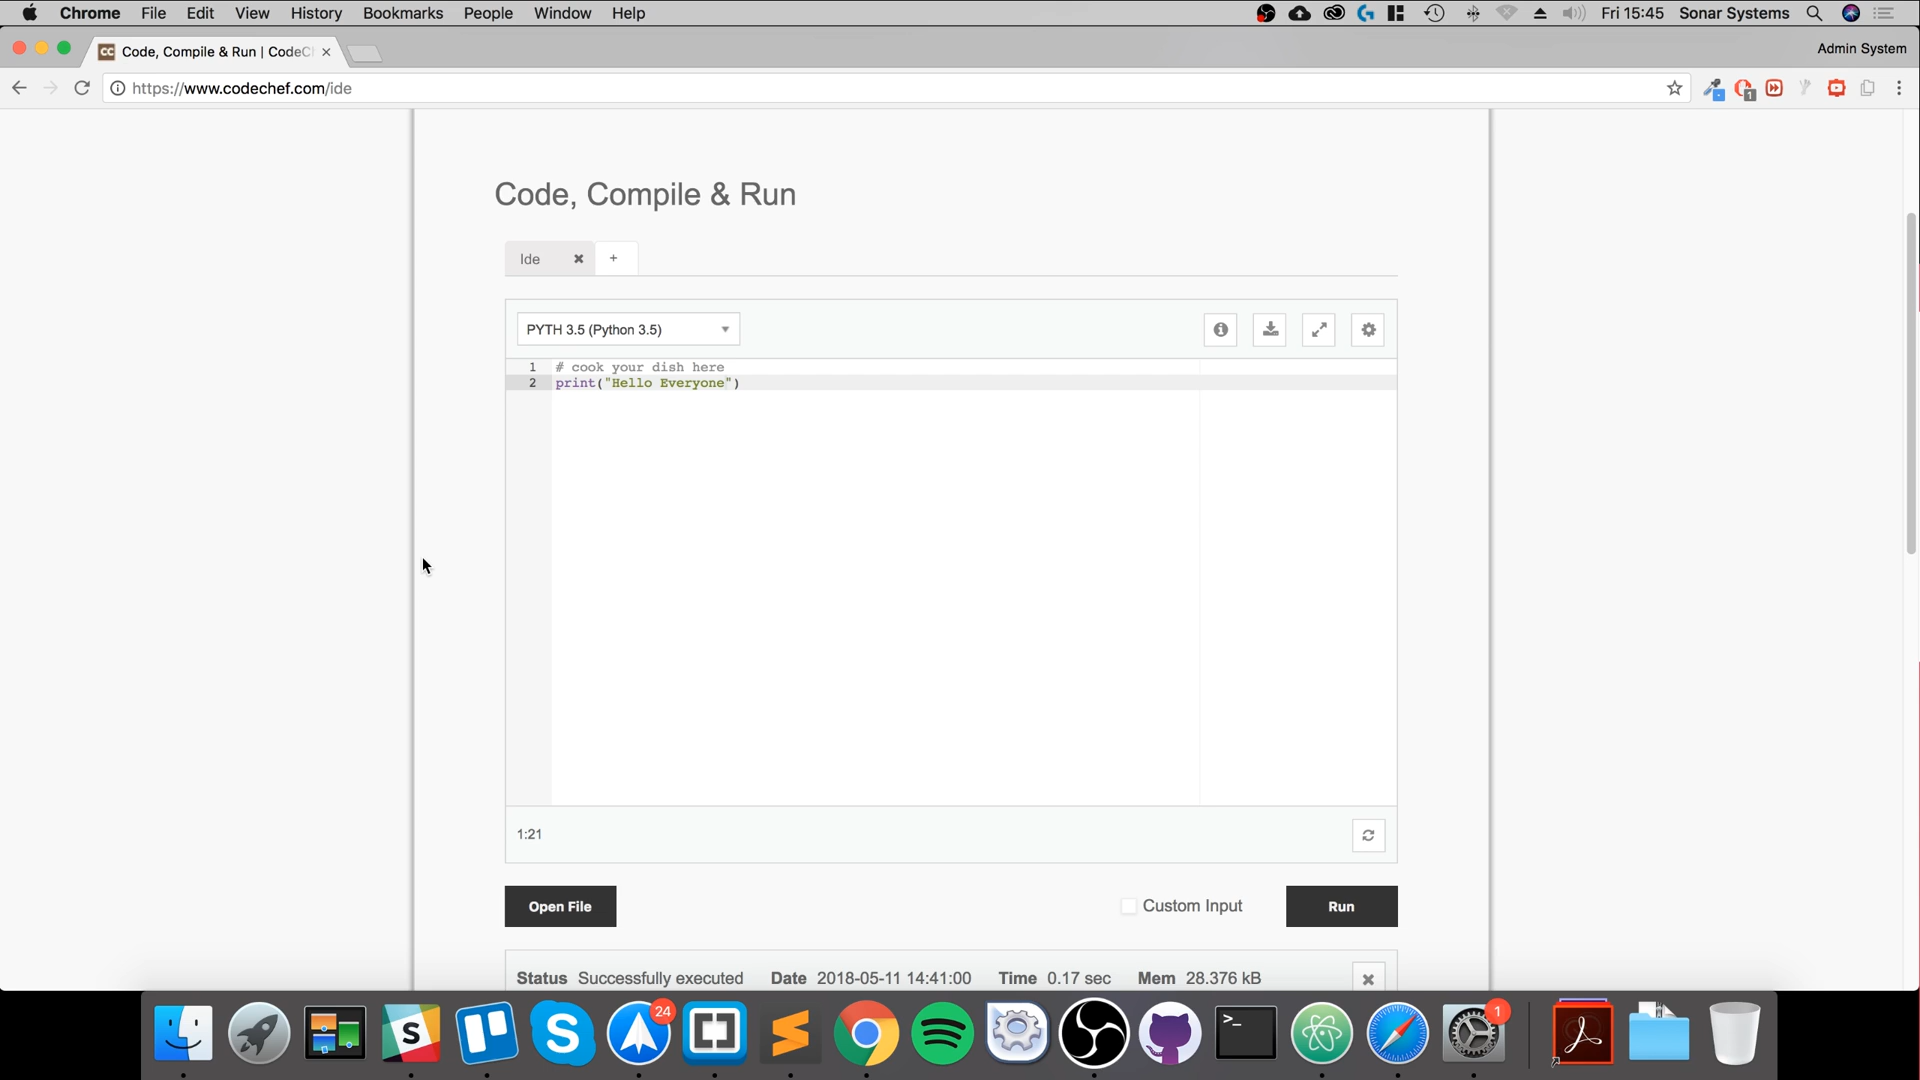 Chrome File Edit View History Bookmarks People Window Help Fri 15:45 Sonar Systems
CC Code, Compile & Run | CodeCh Admin System
https://www.codechef.com/ide 1
Code, Compile & Run
Ide +
PYTH 3.5 (Python 3.5)
1 # cook your dish here
2 print("Hello Everyone")
1:21
Open File Custom Input Run
Status Successfully executed Date 2018-05-11 14:41:00 Time 0.17 sec Mem 28.376 kB
S S 24 >_ 1